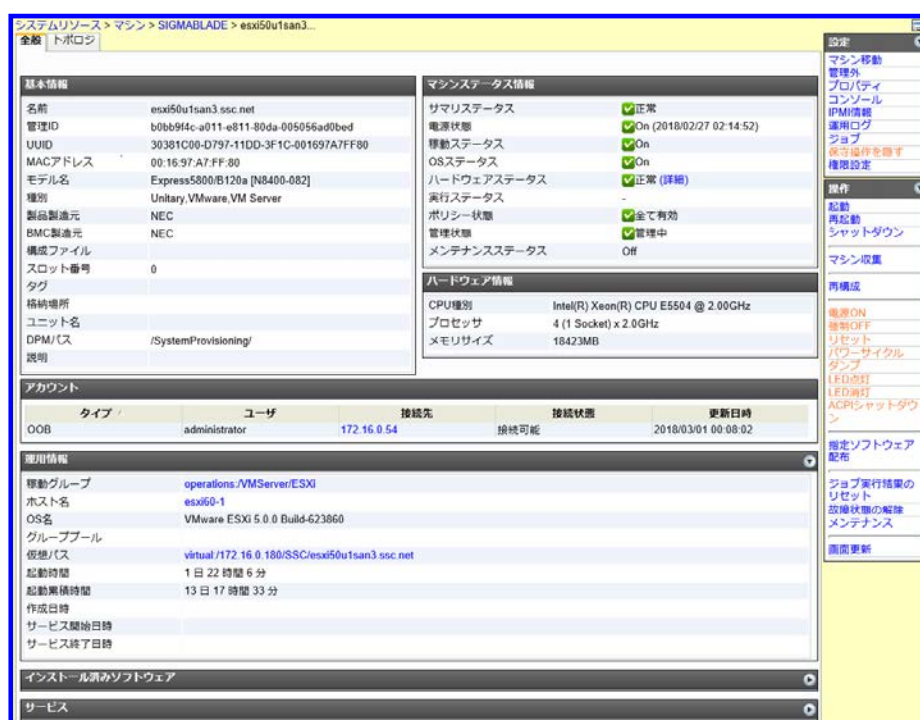 システムリソース > マシン > SIGMABLADE > esxi50u1san3...
全般 トポロジ
基本情報
名前 esxi50u1san3.ssc.net
管理ID b0bb9f4c-a011-e811-80da-005056ad0bed
UUID 30381C00-D797-11DD-3F1C-001697A7FF80
MACアドレス 00:16:97:A7:FF:80
モデル名 Express5800/B120a [N8400-082]
種別 Unitary,VMware,VM Server
製品製造元 NEC
BMC製造元 NEC
構成ファイル
スロット番号 0
タグ
格納場所
ユニット名
DPMパス /SystemProvisioning/
説明
マシンステータス情報
サマリステータス 正常
電源状態 On (2018/02/27 02:14:52)
稼動ステータス On
OSステータス On
ハードウェアステータス 正常 (詳細)
実行ステータス -
ポリシー状態 全て有効
管理状態 管理中
メンテナンスステータス Off
ハードウェア情報
CPU種別 Intel(R) Xeon(R) CPU E5504 @ 2.00GHz
プロセッサ 4 (1 Socket) x 2.0GHz
メモリサイズ 18423MB
アカウント
タイプ / ユーザ 接続先 接続状態 更新日時
OOB administrator 172.16.0.54 接続可能 2018/03/01 00:08:02
運用情報
稼動グループ operations:/VMServer/ESXi
ホスト名 esxi60-1
OS名 VMware ESXi 5.0.0 Build-623860
グループプール
仮想パス virtual:/172.16.0.180/SSC/esxi50u1san3.ssc.net
起動時間 1 日 22 時間 6 分
起動累積時間 13 日 17 時間 33 分
作成日時
サービス開始日時
サービス終了日時
インストール済みソフトウェア
サービス
設定
マシン移動
管理外
プロパティ
コンソール
IPMI情報
運用ログ
ジョブ
保守操作を隠す
権限設定
操作
起動
再起動
シャットダウン
マシン収集
再構成
電源ON
強制OFF
リセット
パワーサイクル
ダンプ
LED点灯
LED消灯
ACPIシャットダウ
ン
指定ソフトウェア
配布
ジョブ実行結果の
リセット
故障状態の解除
メンテナンス
画面更新